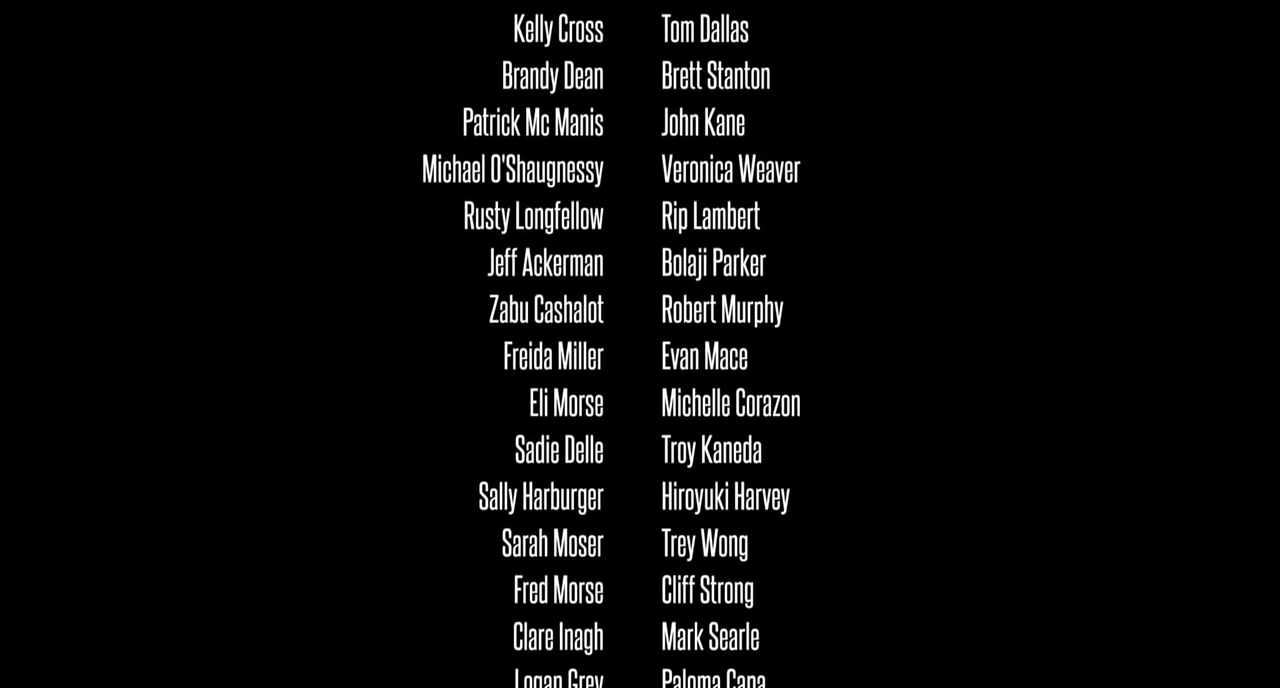 Kelly Cross Tom Dallas
Brandy Dean Brett Stanton
Patrick Mc Manis John Kane
Michael O'Shaugnessy Veronica Weaver
Rusty Longfellow Rip Lambert
Jeff Ackerman Bolaji Parker
Zabu Cashalot Robert Murphy
Freida Miller Evan Mace
Eli Morse Michelle Corazon
Sadie Delle Troy Kaneda
Sally Harburger Hiroyuki Harvey
Sarah Moser Trey Wong
Fred Morse Cliff Strong
Clare Inagh Mark Searle
Logan Grey Paloma